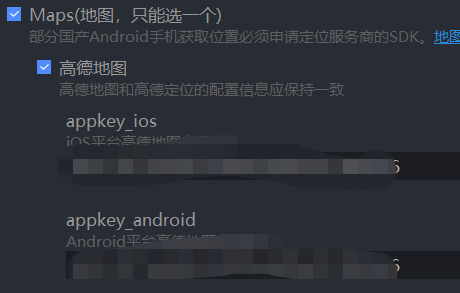 Maps(地图，只能选一个)
部分国产Android手机获取位置必须申请定位服务商的SDK。地图
高德地图
高德地图和高德定位的配置信息应保持一致
appkey_ios
iOS平台高德地图
6
appkey_android
Android平台高德地图
6